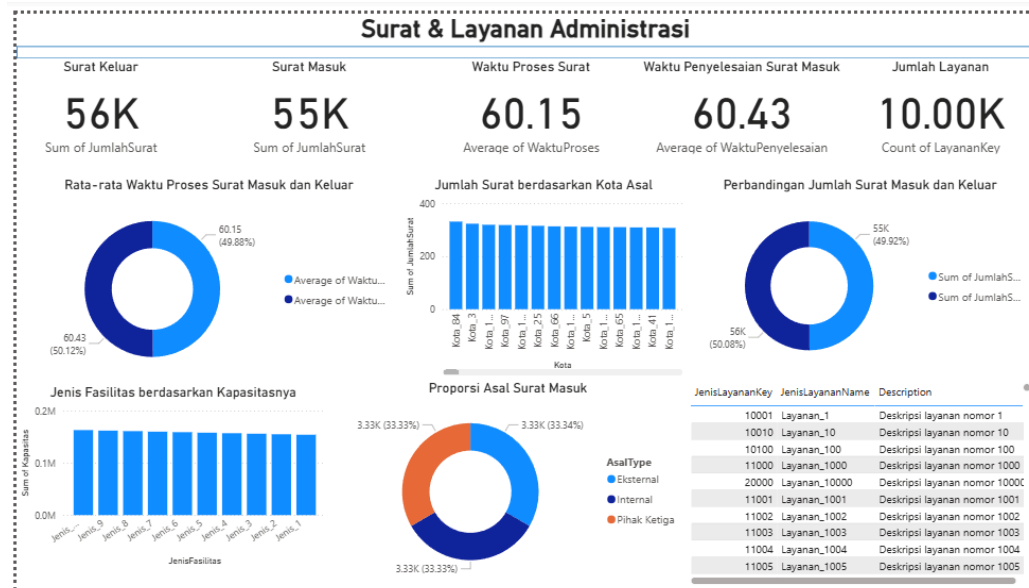 Surat & Layanan Administrasi
Surat Keluar
56K
Sum of JumlahSurat
Surat Masuk
55K
Sum of JumlahSurat
Waktu Proses Surat
60.15
Average of WaktuProses
Waktu Penyelesaian Surat Masuk
60.43
Average of WaktuPenyelesaian
Jumlah Layanan
10.00K
Count of LayananKey
Rata-rata Waktu Proses Surat Masuk dan Keluar
60.15
(49.88%)
60.43
(50.12%)
Average of Waktu...
Average of Waktu...
Jumlah Surat berdasarkan Kota Asal
Sum of JumlahSurat
400
200
0
Kota_84
Kota_3
Kota_1...
Kota_97
Kota_1...
Kota_25
Kota_66
Kota_1...
Kota_5
Kota_1...
Kota_65
Kota_1...
Kota_41
Kota_1...
Kota
Perbandingan Jumlah Surat Masuk dan Keluar
55K
(49.92%)
56K
(50.08%)
Sum of JumlahS...
Sum of JumlahS...
Jenis Fasilitas berdasarkan Kapasitasnya
Sum of Kapasitas
0.2M
0.1M
0.0M
Jenis_...
Jenis_9
Jenis_8
Jenis_7
Jenis_6
Jenis_5
Jenis_4
Jenis_3
Jenis_2
Jenis_1
JenisFasilitas
Proporsi Asal Surat Masuk
3.33K (33.33%)
3.33K (33.34%)
3.33K (33.33%)
AsalType
Eksternal
Internal
Pihak Ketiga
JenisLayananKey JenisLayananName Description
10001 Layanan_1 Deskripsi layanan nomor 1
10010 Layanan_10 Deskripsi layanan nomor 10
10100 Layanan_100 Deskripsi layanan nomor 100
11000 Layanan_1000 Deskripsi layanan nomor 1000
20000 Layanan_10000 Deskripsi layanan nomor 1000
11001 Layanan_1001 Deskripsi layanan nomor 1001
11002 Layanan_1002 Deskripsi layanan nomor 1002
11003 Layanan_1003 Deskripsi layanan nomor 1003
11004 Layanan_1004 Deskripsi layanan nomor 1004
11005 Layanan_1005 Deskripsi layanan nomor 1005